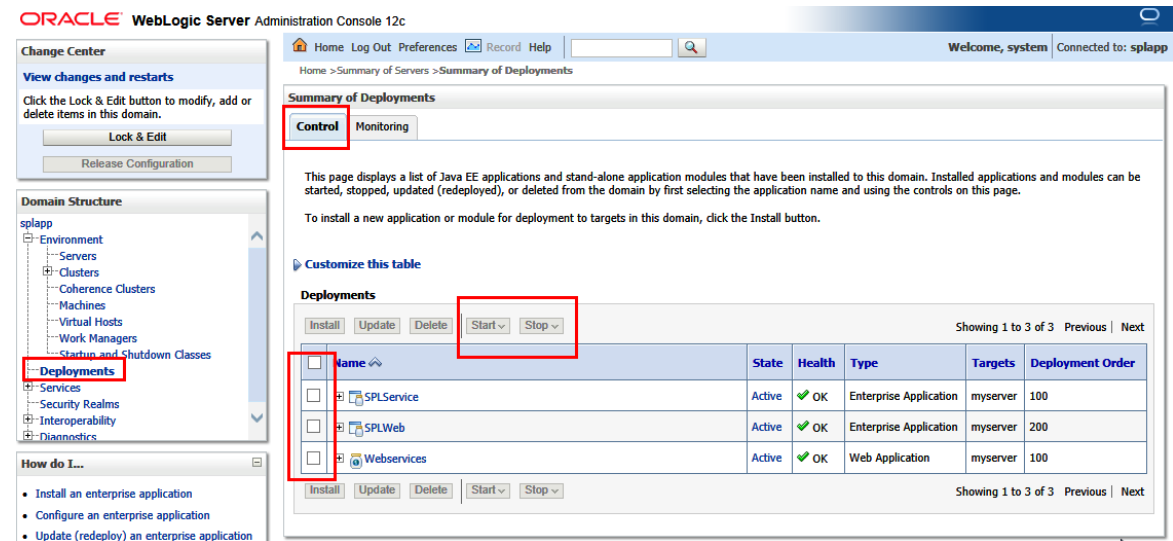 ORACLE WebLogic Server Administration Console 12c
Change Center
View changes and restarts
Click the Lock & Edit button to modify, add or
delete items in this domain.
Lock & Edit
Release Configuration
Domain Structure
splapp
Environment
Servers
Clusters
Coherence Clusters
Machines
Virtual Hosts
Work Managers
Startup and Shutdown Classes
Deployments
Services
Security Realms
Interoperability
Diagnostics
How do I...
• Install an enterprise application
• Configure an enterprise application
• Update (redeploy) an enterprise application
Home Log Out Preferences Record Help
Welcome, system Connected to: splapp
Home >Summary of Servers >Summary of Deployments
Summary of Deployments
Control Monitoring
This page displays a list of Java EE applications and stand-alone application modules that have been installed to this domain. Installed applications and modules can be
started, stopped, updated (redeployed), or deleted from the domain by first selecting the application name and using the controls on this page.
To install a new application or module for deployment to targets in this domain, click the Install button.
Customize this table
Deployments
Install Update Delete Start Stop Showing 1 to 3 of 3 Previous | Next
Name State Health Type Targets Deployment Order
SPLService Active OK Enterprise Application myserver 100
SPLWeb Active OK Enterprise Application myserver 200
Webservices Active OK Web Application myserver 100
Install Update Delete Start Stop Showing 1 to 3 of 3 Previous | Next